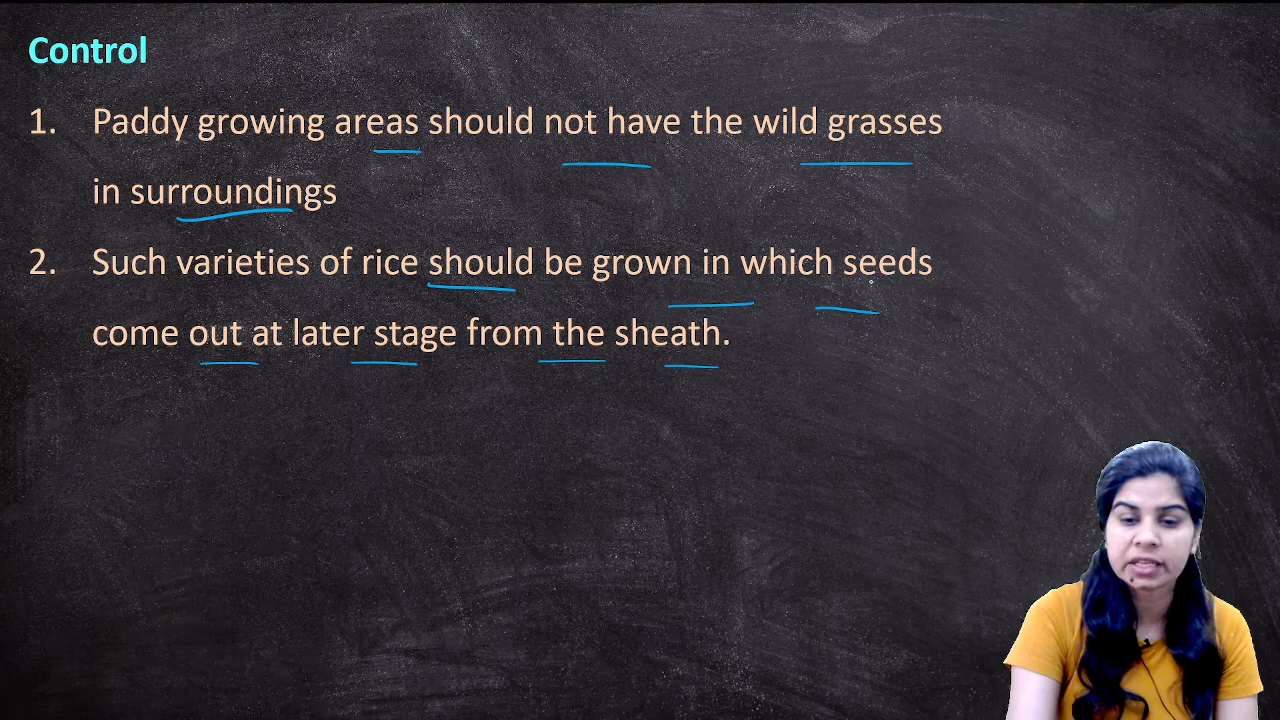 Control
1. Paddy growing areas should not have the wild grasses
in surroundings
2. Such varieties of rice should be grown in which seeds
come out at later stage from the sheath.